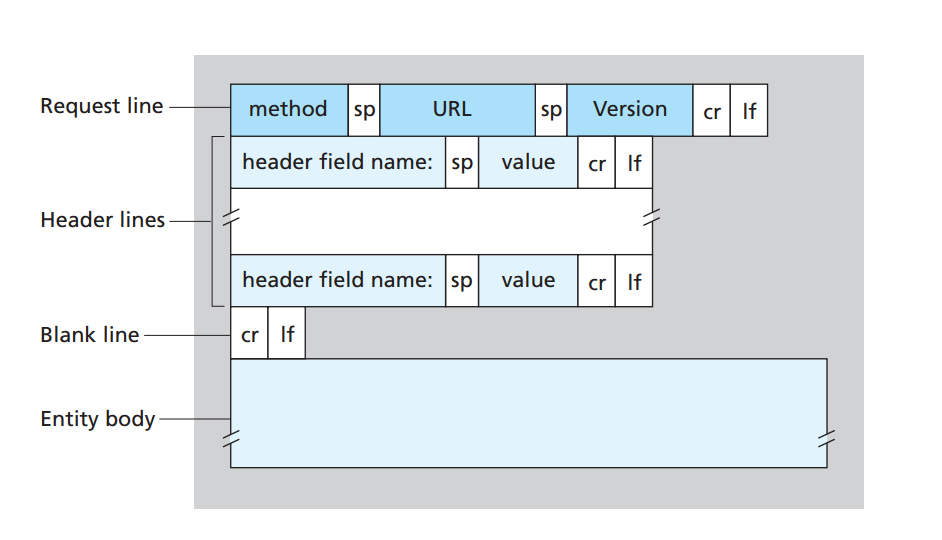 Request line method sp URL sp Version cr lf
header field name: sp value cr lf
Header lines
header field name: sp value cr lf
Blank line cr lf
Entity body